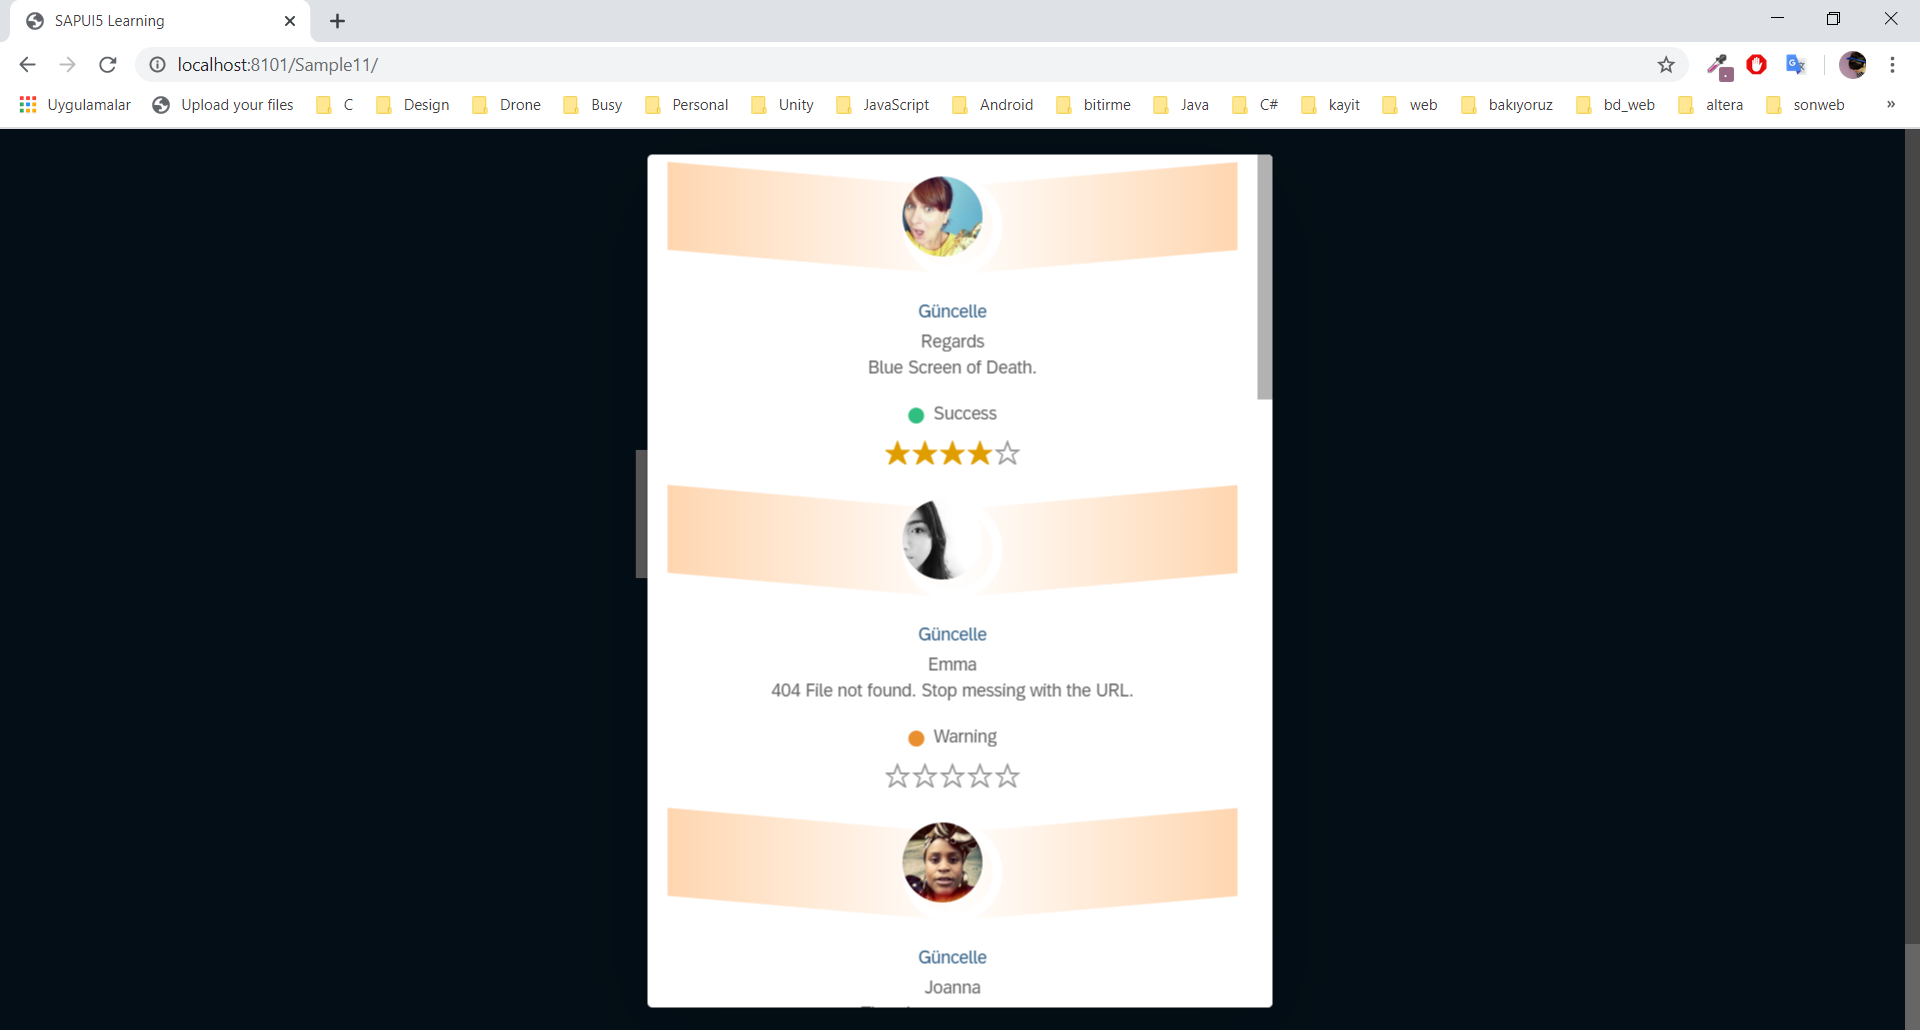 SAPUI5 Learning
localhost:8101/Sample11/
Uygulamalar Upload your files C Design Drone Busy Personal Unity JavaScript Android bitirme Java C# kayit web bakıyoruz bd_web altera sonweb »
Güncelle
Regards
Blue Screen of Death.
Success
Güncelle
Emma
404 File not found. Stop messing with the URL.
Warning
Güncelle
Joanna